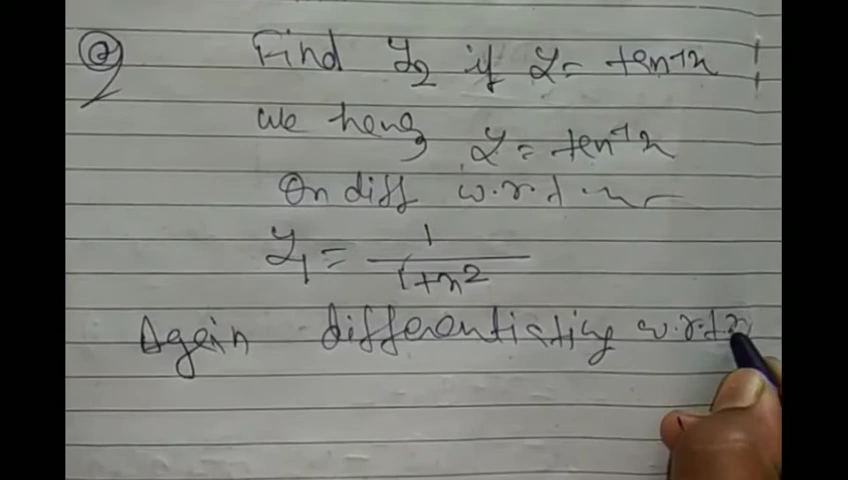 Q Find y₂ if y = tan⁻¹x
We have y = tan⁻¹x
On diff w.r.t. x
y₁ = 1/(1+x²)
Again differentiating w.r.t x